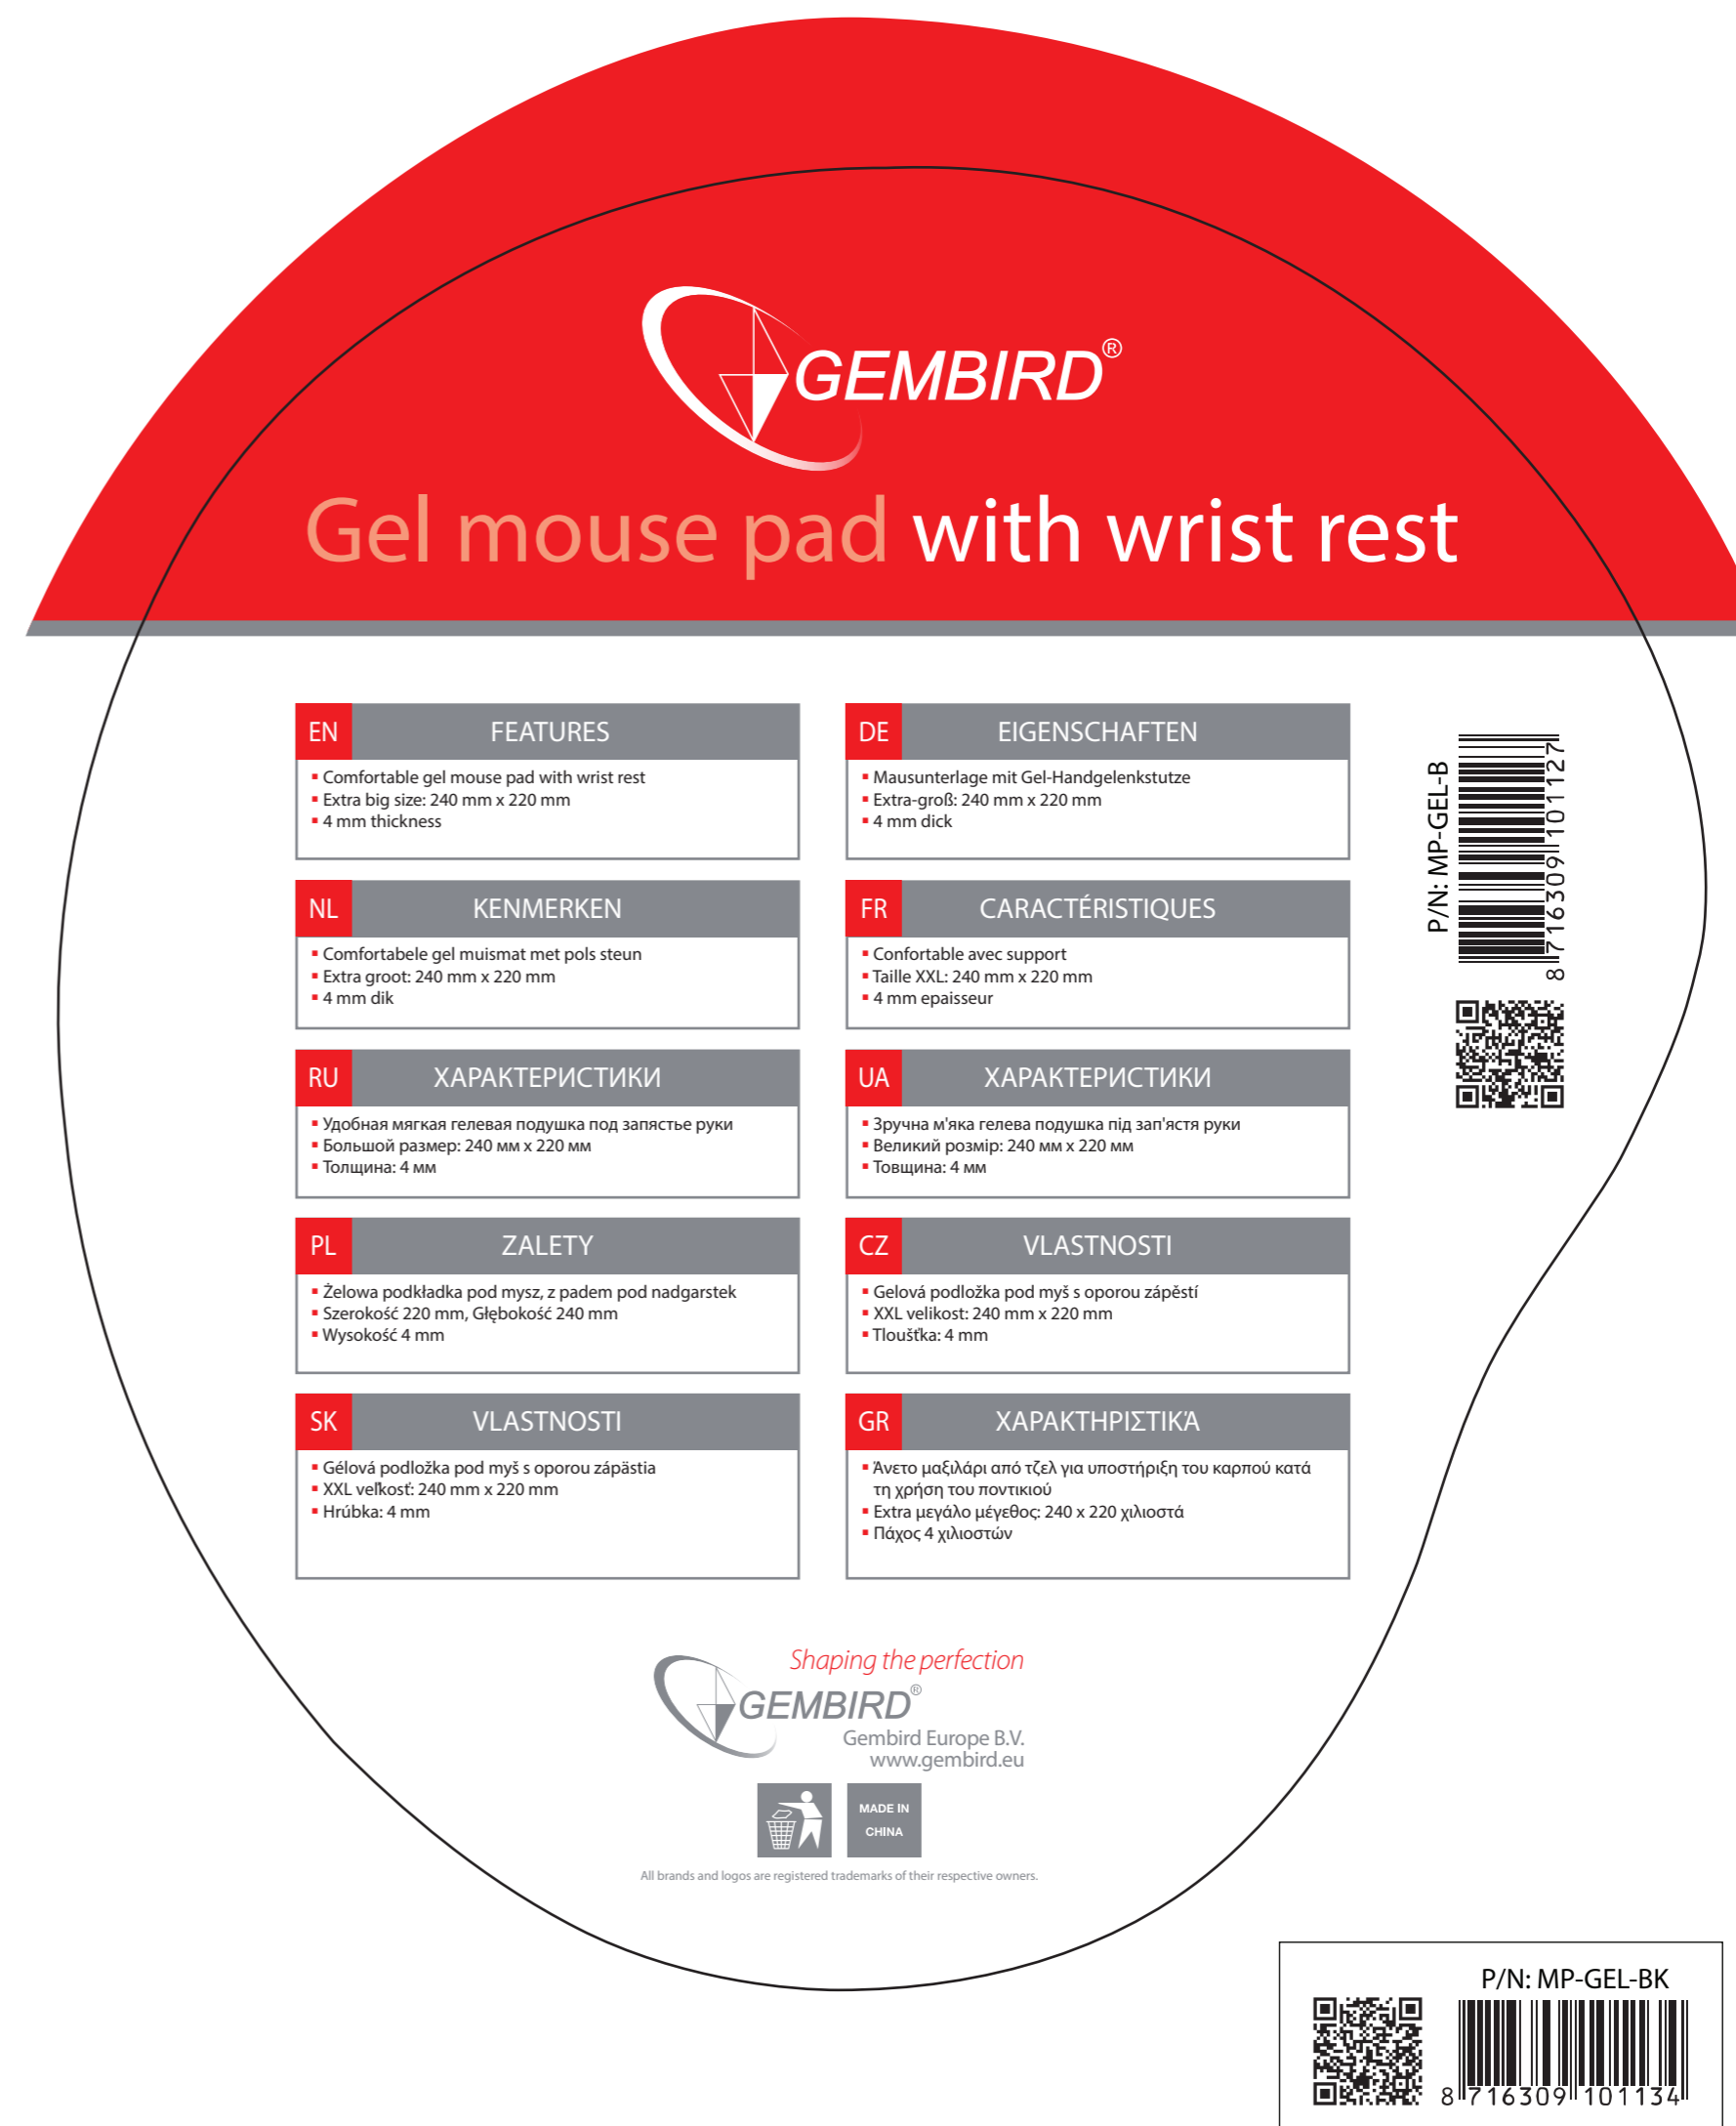 GEMBIRD®
Gel mouse pad with wrist rest
EN FEATURES
Comfortable gel mouse pad with wrist rest
Extra big size: 240 mm x 220 mm
4 mm thickness
DE EIGENSCHAFTEN
Mausunterlage mit Gel-Handgelenkstutze
Extra-groß: 240 mm x 220 mm
4 mm dick
NL KENMERKEN
Comfortabele gel muismat met pols steun
Extra groot: 240 mm x 220 mm
4 mm dik
FR CARACTÉRISTIQUES
Confortable avec support
Taille XXL: 240 mm x 220 mm
4 mm epaisseur
RU ХАРАКТЕРИСТИКИ
Удобная мягкая гелевая подушка под запястье руки
Большой размер: 240 мм x 220 мм
Толщина: 4 мм
UA ХАРАКТЕРИСТИКИ
Зручна м'яка гелева подушка під зап'ястя руки
Великий розмір: 240 мм x 220 мм
Товщина: 4 мм
PL ZALETY
Żelowa podkładka pod mysz, z padem pod nadgarstek
Szerokość 220 mm, Głębokość 240 mm
Wysokość 4 mm
CZ VLASTNOSTI
Gelová podložka pod myš s oporou zápěstí
XXL velikost: 240 mm x 220 mm
Tloušťka: 4 mm
SK VLASTNOSTI
Gélová podložka pod myš s oporou zápästia
XXL veľkosť: 240 mm x 220 mm
Hrúbka: 4 mm
GR ΧΑΡΑΚΤΗΡΙΣΤΙΚΆ
Άνετο μαξιλάρι από τζελ για υποστήριξη του καρπού κατά
τη χρήση του ποντικιού
Extra μεγάλο μέγεθος: 240 x 220 χιλιοστά
Πάχος 4 χιλιοστών
P/N: MP-GEL-B
8 716309 101127
Shaping the perfection
GEMBIRD®
Gembird Europe B.V.
www.gembird.eu
MADE IN
CHINA
All brands and logos are registered trademarks of their respective owners.
P/N: MP-GEL-BK
8 716309 101134